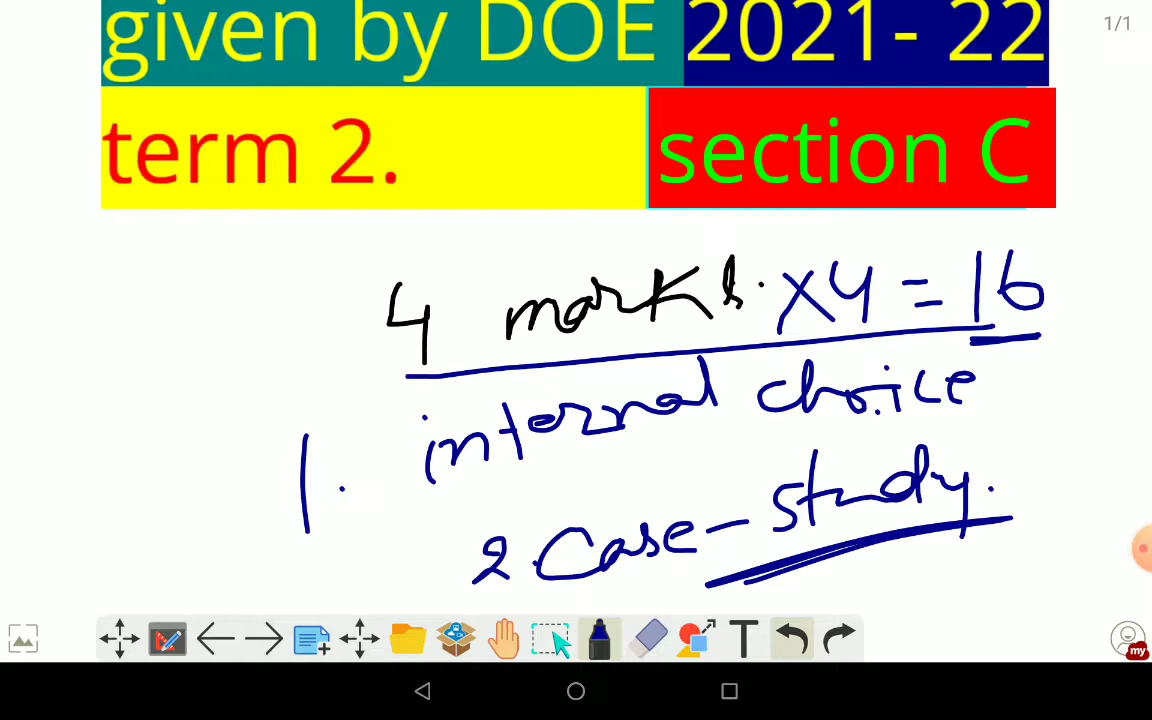 given by DOE 2021- 22
1/1
term 2. section C
4 marks. x4 = 16
1. internal choice
2 Case-study.
T
my